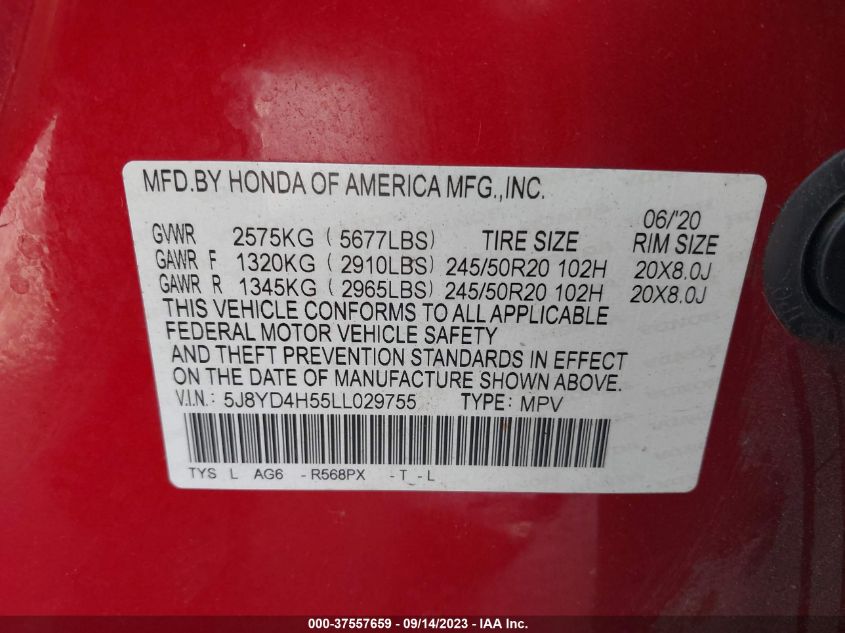 MFD.BY HONDA OF AMERICA MFG.,INC.
06/'20
GVWR 2575KG ( 5677LBS) TIRE SIZE RIM SIZE
GAWR F 1320KG ( 2910LBS) 245/50R20 102H 20X8.0J
GAWR R 1345KG ( 2965LBS) 245/50R20 102H 20X8.0J
THIS VEHICLE CONFORMS TO ALL APPLICABLE
FEDERAL MOTOR VEHICLE SAFETY
AND THEFT PREVENTION STANDARDS IN EFFECT
ON THE DATE OF MANUFACTURE SHOWN ABOVE.
V.I.N.: 5J8YD4H55LL029755 TYPE: MPV
TYS L AG6 -R568PX -T -L
000-37557659 - 09/14/2023 - IAA Inc.